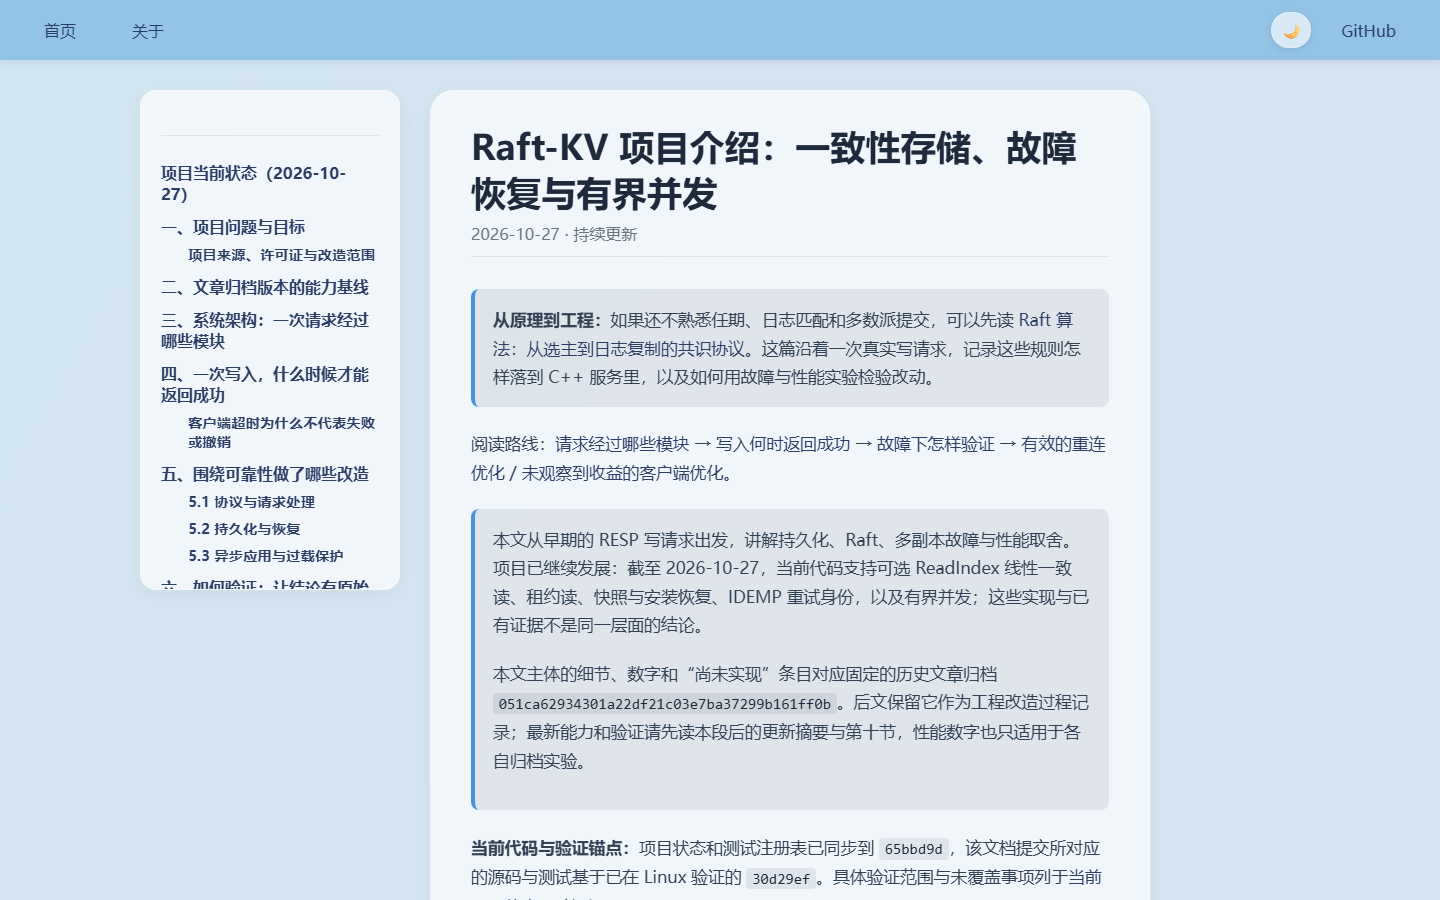 首页
关于
GitHub
项目当前状态（2026-10-
27）
一、项目问题与目标
项目来源、许可证与改造范围
二、文章归档版本的能力基线
三、系统架构：一次请求经过
哪些模块
四、一次写入，什么时候才能
返回成功
客户端超时为什么不代表失败
或撤销
五、围绕可靠性做了哪些改造
5.1 协议与请求处理
5.2 持久化与恢复
5.3 异步应用与过载保护
六、如何验证：让结论有原始
Raft-KV 项目介绍：一致性存储、故障
恢复与有界并发
2026-10-27 · 持续更新
从原理到工程：如果还不熟悉任期、日志匹配和多数派提交，可以先读 Raft 算
法：从选主到日志复制的共识协议。这篇沿着一次真实写请求，记录这些规则怎
样落到 C++ 服务里，以及如何用故障与性能实验检验改动。
阅读路线：请求经过哪些模块 → 写入何时返回成功 → 故障下怎样验证 → 有效的重连
优化 / 未观察到收益的客户端优化。
本文从早期的 RESP 写请求出发，讲解持久化、Raft、多副本故障与性能取舍。
项目已继续发展：截至 2026-10-27，当前代码支持可选 ReadIndex 线性一致
读、租约读、快照与安装恢复、IDEMP 重试身份，以及有界并发；这些实现与已
有证据不是同一层面的结论。
本文主体的细节、数字和“尚未实现”条目对应固定的历史文章归档
051ca62934301a22df21c03e7ba37299b161ff0b。后文保留它作为工程改造过程记
录；最新能力和验证请先读本段后的更新摘要与第十节，性能数字也只适用于各
自归档实验。
当前代码与验证锚点：项目状态和测试注册表已同步到 65bbd9d，该文档提交所对应
的源码与测试基于已在 Linux 验证的 30d29ef。具体验证范围与未覆盖事项列于当前